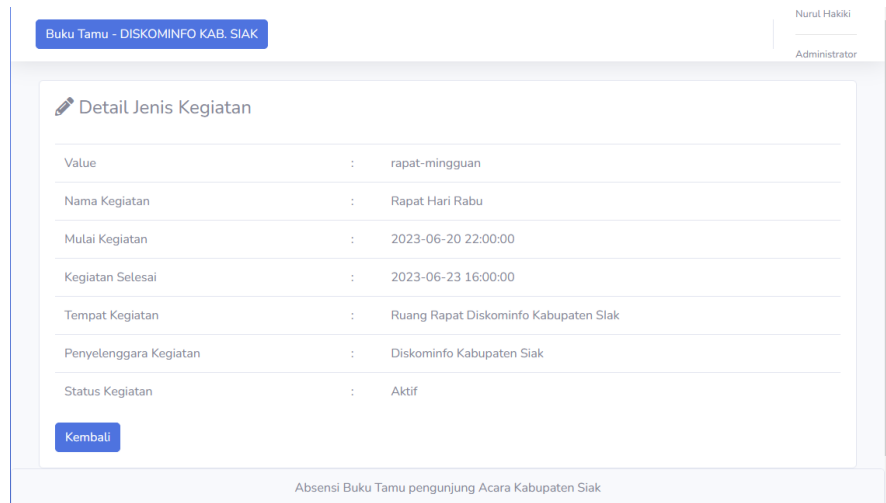 Buku Tamu - DISKOMINFO KAB. SIAK
Nurul Hakiki
Administrator
Detail Jenis Kegiatan
Value : rapat-mingguan
Nama Kegiatan : Rapat Hari Rabu
Mulai Kegiatan : 2023-06-20 22:00:00
Kegiatan Selesai : 2023-06-23 16:00:00
Tempat Kegiatan : Ruang Rapat Diskominfo Kabupaten SIak
Penyelenggara Kegiatan : Diskominfo Kabupaten Siak
Status Kegiatan : Aktif
Kembali
Absensi Buku Tamu pengunjung Acara Kabupaten Siak